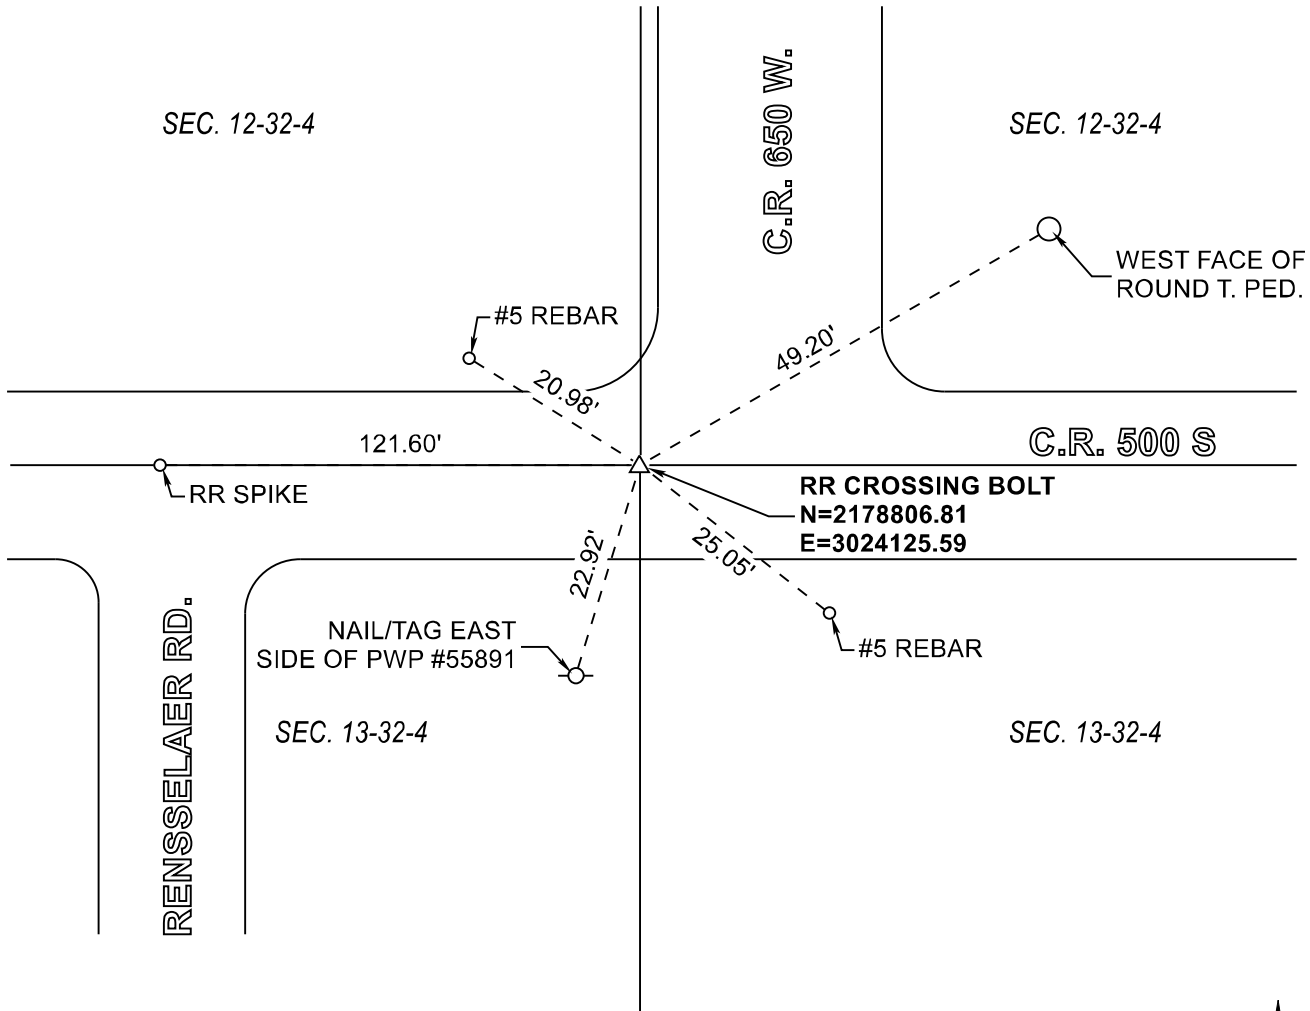 C.R. 650 W.
SEC. 12-32-4
SEC. 12-32-4
WEST FACE OF
ROUND T. PED.
#5 REBAR
49.20'
20.98'
121.60'
C.R. 500 S
RR SPIKE
RR CROSSING BOLT
N=2178806.81
E=3024125.59
22.92'
25.05'
NAIL/TAG EAST
SIDE OF PWP #55891
#5 REBAR
RENSSELAER RD.
SEC. 13-32-4
SEC. 13-32-4